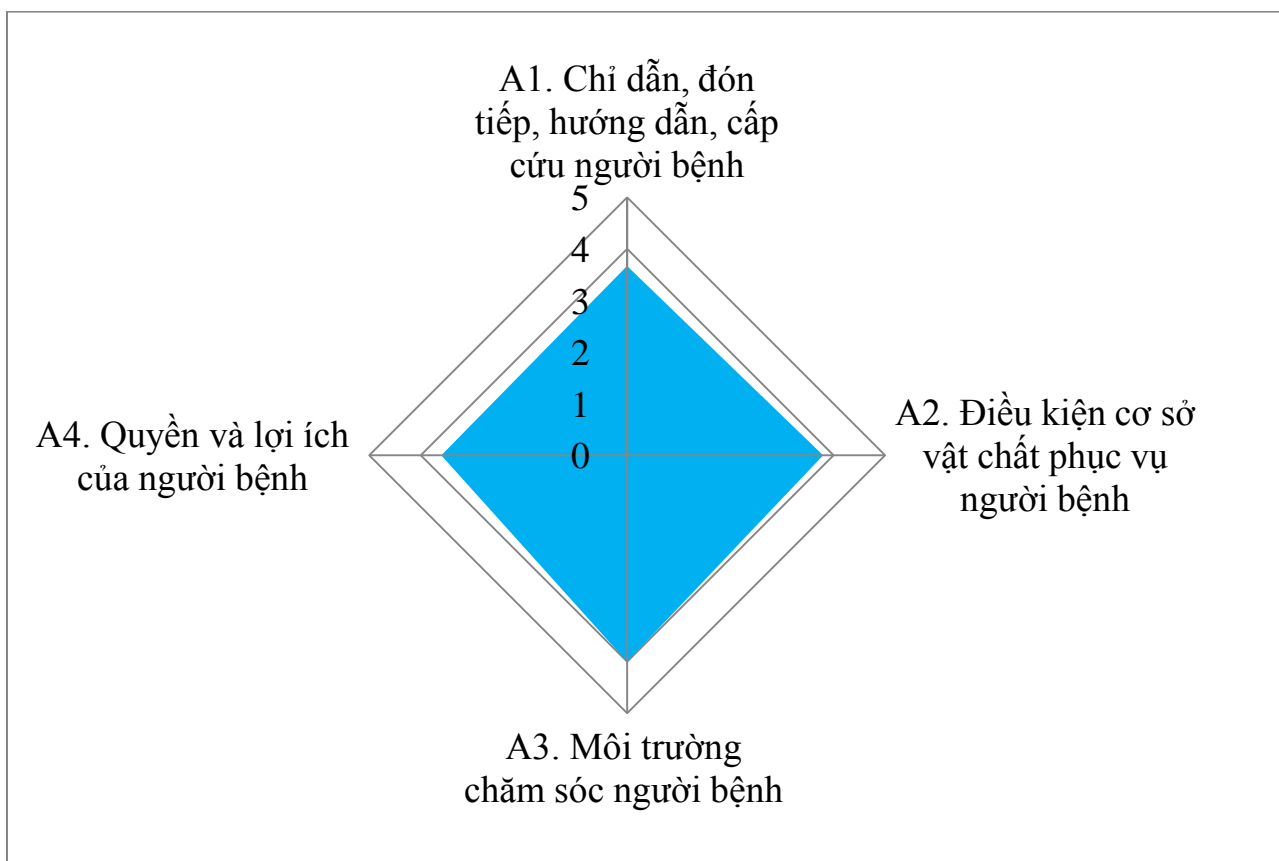 A1. Chỉ dẫn, đón
tiếp, hướng dẫn, cấp
cứu người bệnh
5
4
3
2
1
0
A2. Điều kiện cơ sở
vật chất phục vụ
người bệnh
A3. Môi trường
chăm sóc người bệnh
A4. Quyền và lợi ích
của người bệnh